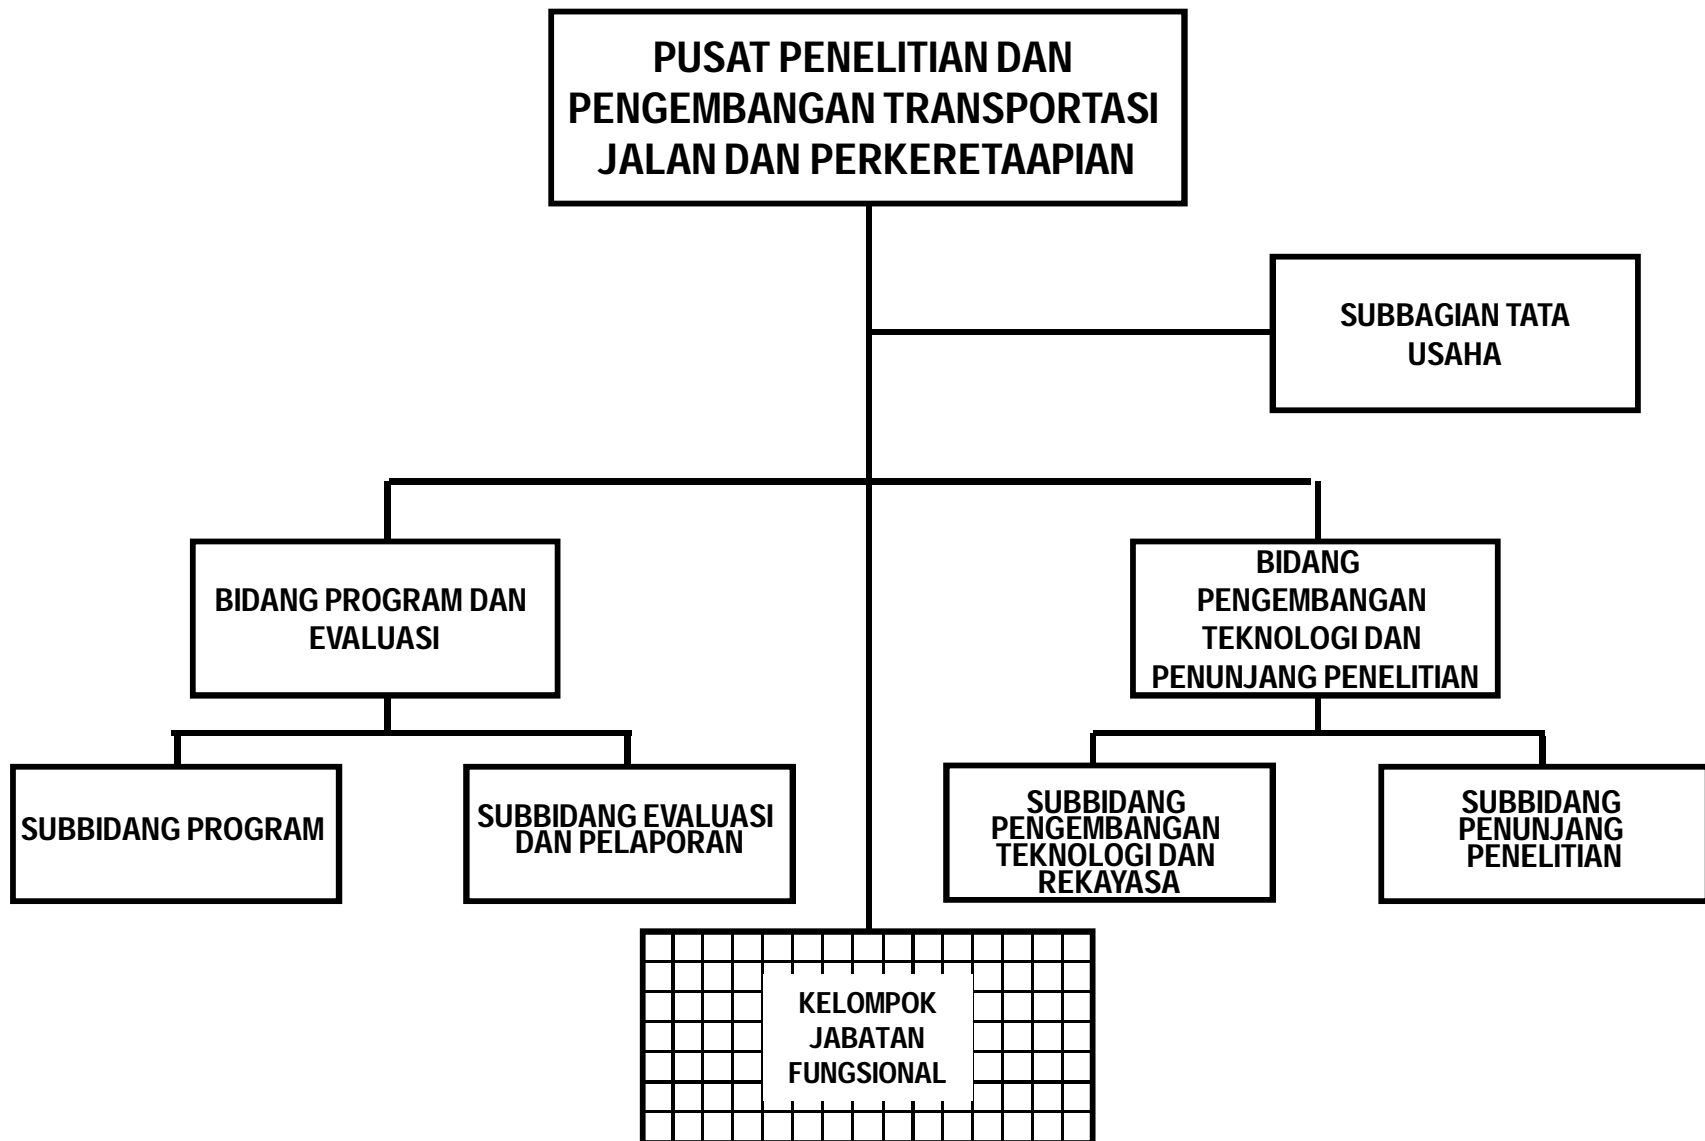 PUSAT PENELITIAN DAN
PENGEMBANGAN TRANSPORTASI
JALAN DAN PERKERETAAPIAN
SUBBAGIAN TATA
USAHA
BIDANG PROGRAM DAN
EVALUASI
BIDANG
PENGEMBANGAN
TEKNOLOGI DAN
PENUNJANG PENELITIAN
SUBBIDANG PROGRAM
SUBBIDANG EVALUASI
DAN PELAPORAN
SUBBIDANG
PENGEMBANGAN
TEKNOLOGI DAN
REKAYASA
SUBBIDANG
PENUNJANG
PENELITIAN
KELOMPOK
JABATAN
FUNGSIONAL